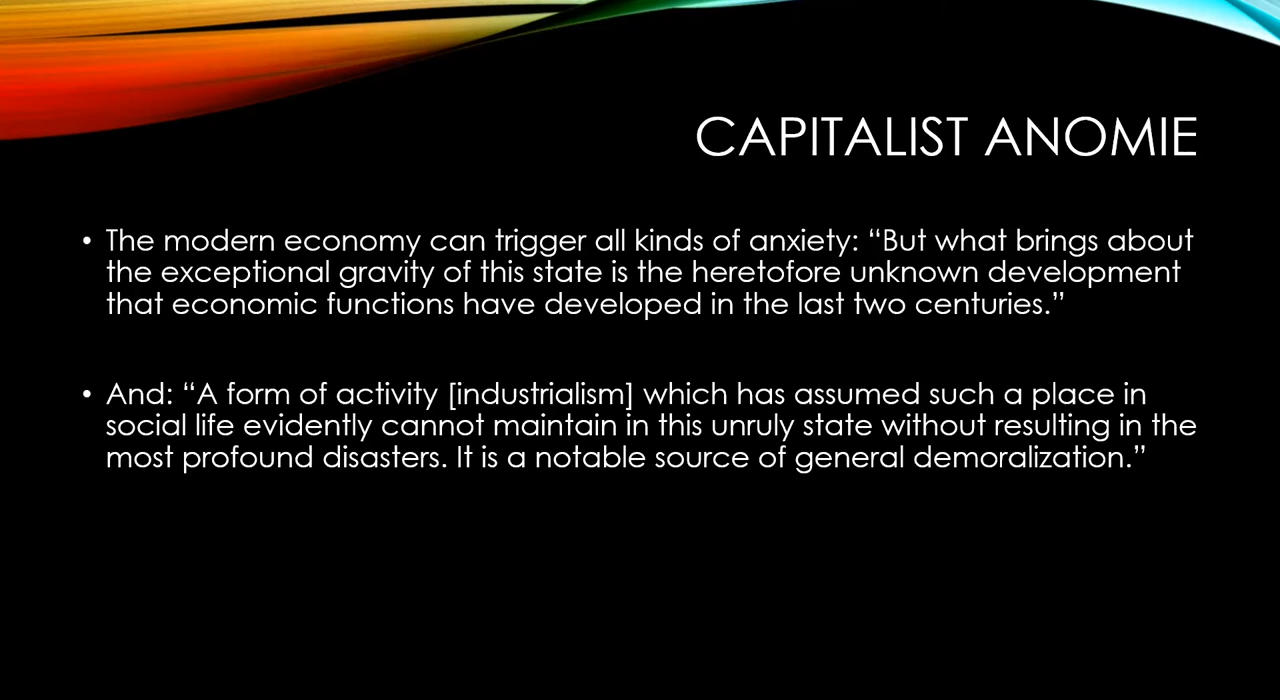 CAPITALIST ANOMIE
• The modern economy can trigger all kinds of anxiety: “But what brings about
the exceptional gravity of this state is the heretofore unknown development
that economic functions have developed in the last two centuries.”
• And: “A form of activity [industrialism] which has assumed such a place in
social life evidently cannot maintain in this unruly state without resulting in the
most profound disasters. It is a notable source of general demoralization.”